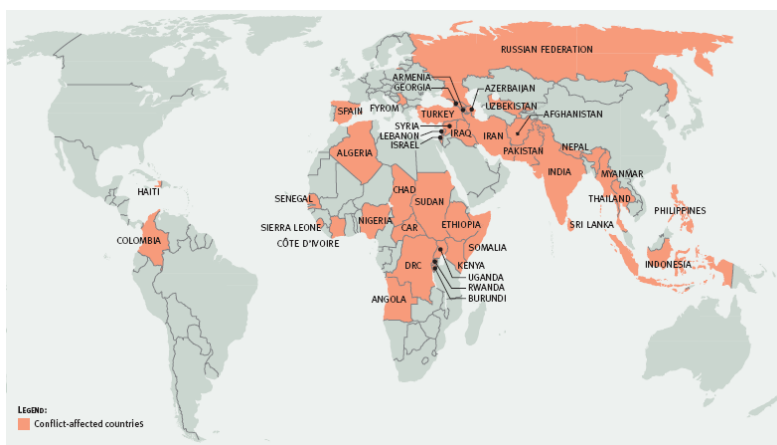 RUSSIAN FEDERATION
ARMENIA
GEORGIA
AZERBAIJAN
SPAIN
FYROM
TURKEY
UZBEKISTAN
AFGHANISTAN
SYRIA
LEBANON
ISRAEL
IRAQ
IRAN
PAKISTAN
NEPAL
ALGERIA
INDIA
MYANMAR
HAÏTI
SENEGAL
CHAD
SUDAN
THAILAND
PHILIPPINES
SIERRA LEONE
NIGERIA
CAR
ETHIOPIA
SRI LANKA
COLOMBIA
CÔTE D'IVOIRE
SOMALIA
DRC
KENYA
INDONESIA
UGANDA
RWANDA
BURUNDI
ANGOLA
LEGEND:
Conflict-affected countries